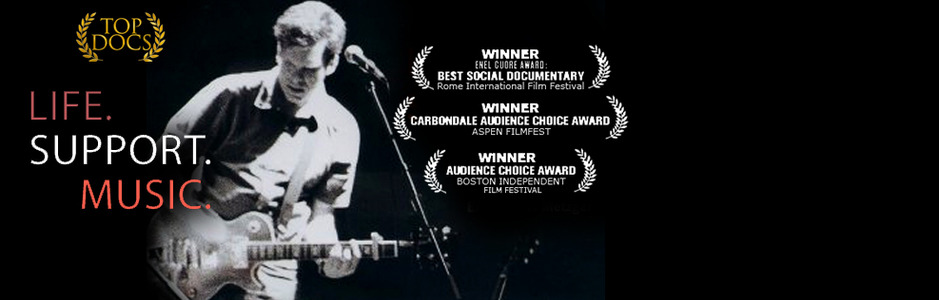 TOP
DOCS
LIFE.
SUPPORT.
MUSIC.
WINNER
ENEL CUORE AWARD:
BEST SOCIAL DOCUMENTARY
Rome International Film Festival
WINNER
CARBONDALE AUDIENCE CHOICE AWARD
ASPEN FILMFEST
WINNER
AUDIENCE CHOICE AWARD
BOSTON INDEPENDENT
FILM FESTIVAL